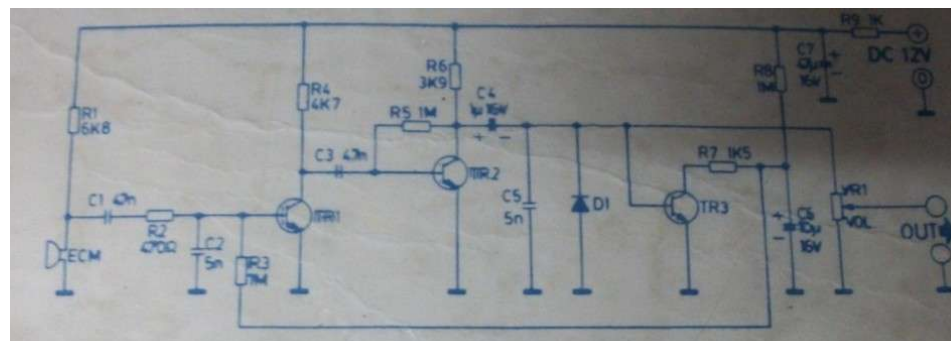 R9 1K
DC 12V
R1
6K8
R4
4K7
R6
3K9
R5 1M
C4
1µ 16V
C3 47n
C1 47n
R2
470Ω
C2
5n
R3
1M
ECM
TR1
TR2
C5
5n
D1
TR3
R7 1K5
R8
1M
C7
16V
C6
10µ
16V
VR1
VOL
OUT